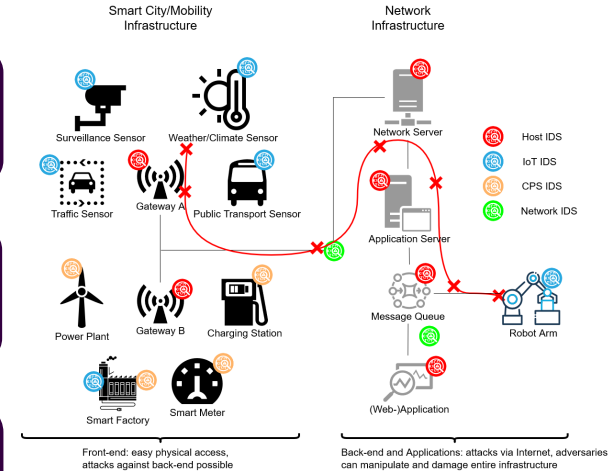 Smart City/Mobility
Infrastructure
Network
Infrastructure
Surveillance Sensor
Weather/Climate Sensor
Network Server
Host IDS
IoT IDS
CPS IDS
Network IDS
Traffic Sensor
Gateway A
Public Transport Sensor
Application Server
Power Plant
Gateway B
Charging Station
Message Queue
Robot Arm
Smart Factory
Smart Meter
(Web-)Application
Front-end: easy physical access,
attacks against back-end possible
Back-end and Applications: attacks via Internet, adversaries
can manipulate and damage entire infrastructure